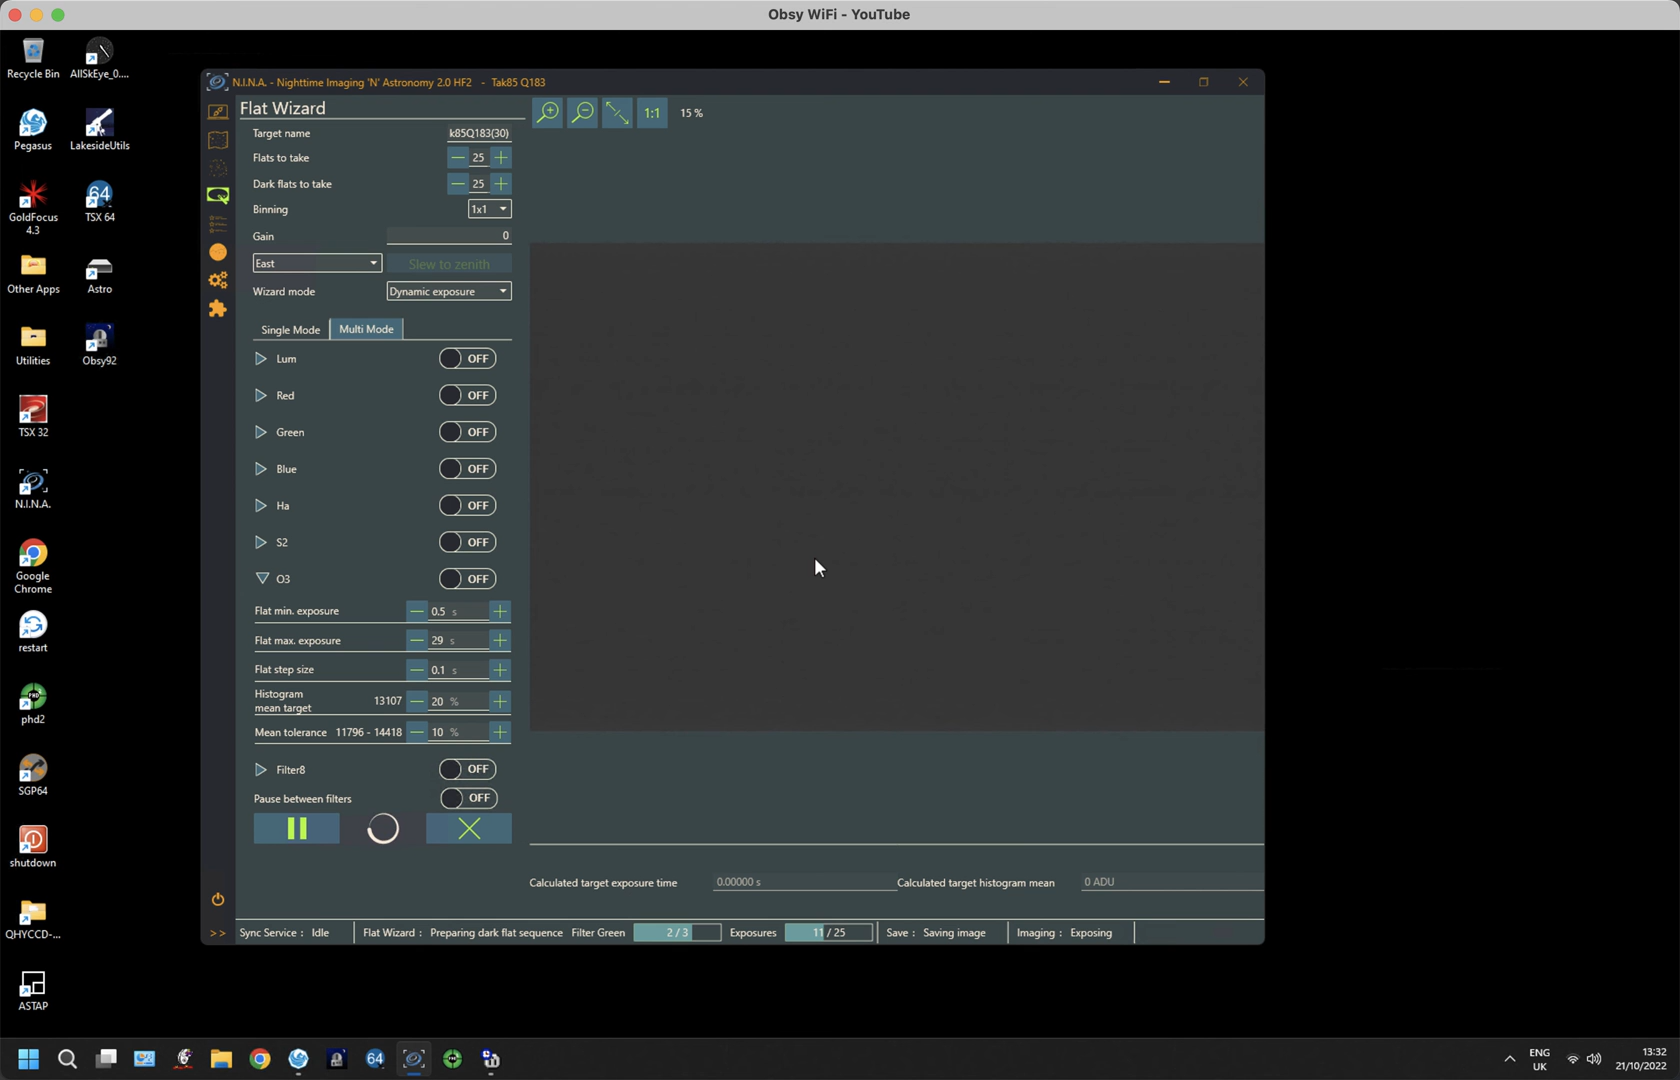 Obsy WiFi - YouTube
Recycle Bin
AllSkEye_0....
Pegasus
LakesideUtils
GoldFocus 4.3
64
TSX 64
Other Apps
Astro
Utilities
Obsy92
TSX 32
N.I.N.A.
Google Chrome
restart
PHD
phd2
SGP64
shutdown
QHYCCD-...
ASTAP
N.I.N.A. - Nighttime Imaging 'N' Astronomy 2.0 HF2 - Tak85 Q183
Flat Wizard
1:1
15 %
Target name k85Q183(30)
Flats to take 25
Dark flats to take 25
Binning 1x1
Gain 0
East Slew to zenith
Wizard mode Dynamic exposure
Single Mode Multi Mode
Lum OFF
Red OFF
Green OFF
Blue OFF
Ha OFF
S2 OFF
O3 OFF
Flat min. exposure 0.5 s
Flat max. exposure 29 s
Flat step size 0.1 s
Histogram mean target 13107 20 %
Mean tolerance 11796 - 14418 10 %
Filter8 OFF
Pause between filters OFF
Calculated target exposure time 0.00000 s Calculated target histogram mean 0 ADU
>> Sync Service : Idle Flat Wizard : Preparing dark flat sequence Filter Green 2 / 3 Exposures 11 / 25 Save : Saving image Imaging : Exposing
64
ENG
UK
13:32
21/10/2022